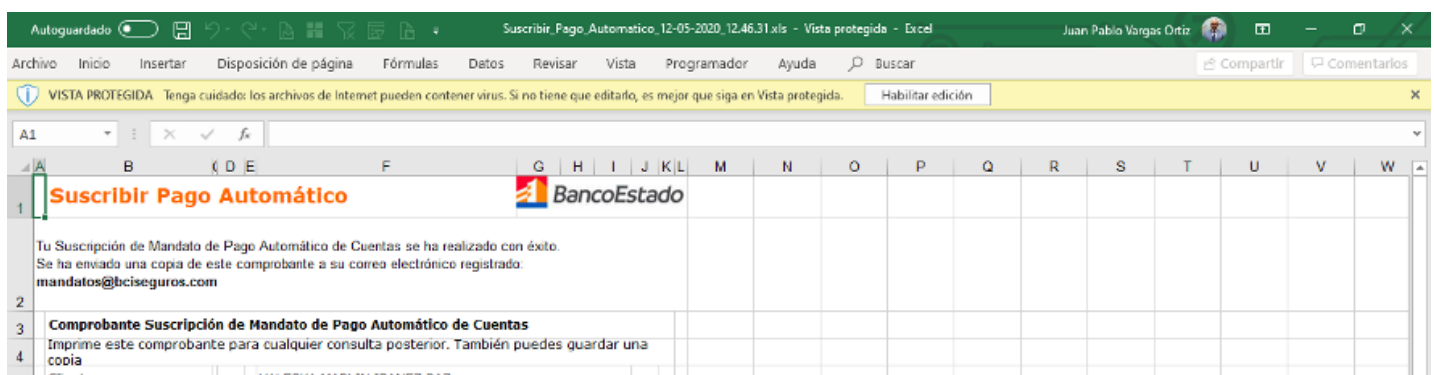 Autoguardado Suscribir_Pago_Automatico_12-05-2020_12.46.31.xls - Vista protegida - Excel Juan Pablo Vargas Ortiz
Archivo Inicio Insertar Disposición de página Fórmulas Datos Revisar Vista Programador Ayuda Buscar Compartir Comentarios
VISTA PROTEGIDA Tenga cuidado: los archivos de Internet pueden contener virus. Si no tiene que editarlo, es mejor que siga en Vista protegida. Habilitar edición
A1 fx
A B C D E F G H I J K L M N O P Q R S T U V W
1 Suscribir Pago Automático BancoEstado
Tu Suscripción de Mandato de Pago Automático de Cuentas se ha realizado con éxito.
Se ha enviado una copia de este comprobante a su correo electrónico registrado:
mandatos@bciseguros.com
2
3 Comprobante Suscripción de Mandato de Pago Automático de Cuentas
Imprime este comprobante para cualquier consulta posterior. También puedes guardar una
4 copia